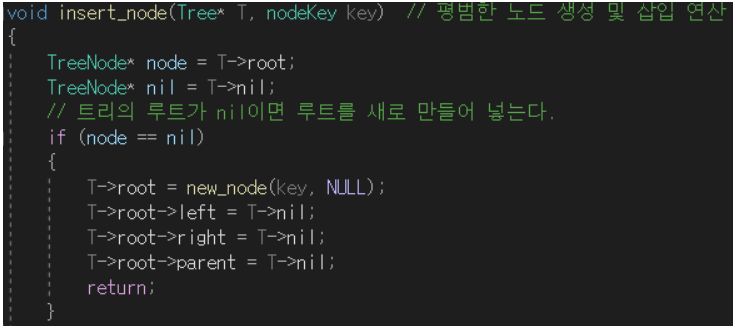 void insert_node(Tree* T, nodeKey key)  // 평범한 노드 생성 및 삽입 연산
{
    TreeNode* node = T->root;
    TreeNode* nil = T->nil;
    // 트리의 루트가 nil이면 루트를 새로 만들어 넣는다.
    if (node == nil)
    {
        T->root = new_node(key, NULL);
        T->root->left = T->nil;
        T->root->right = T->nil;
        T->root->parent = T->nil;
        return;
    }